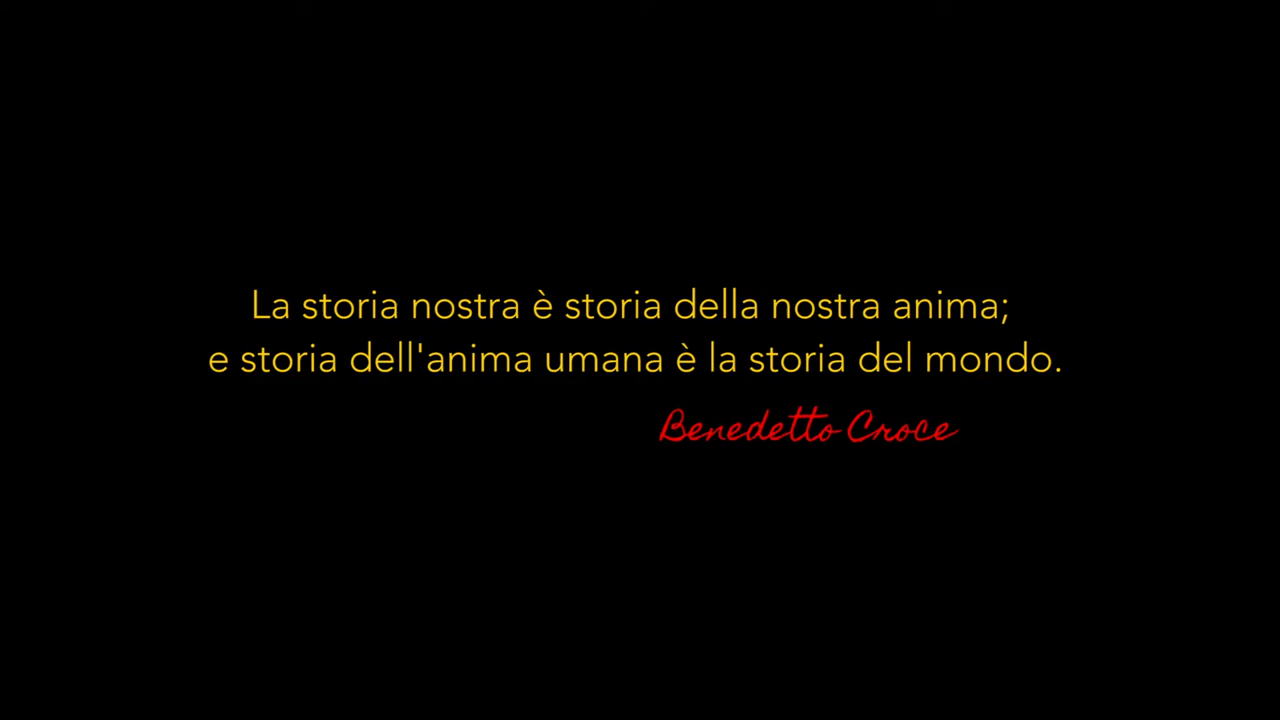 La storia nostra è storia della nostra anima;
e storia dell'anima umana è la storia del mondo.
Benedetto Croce